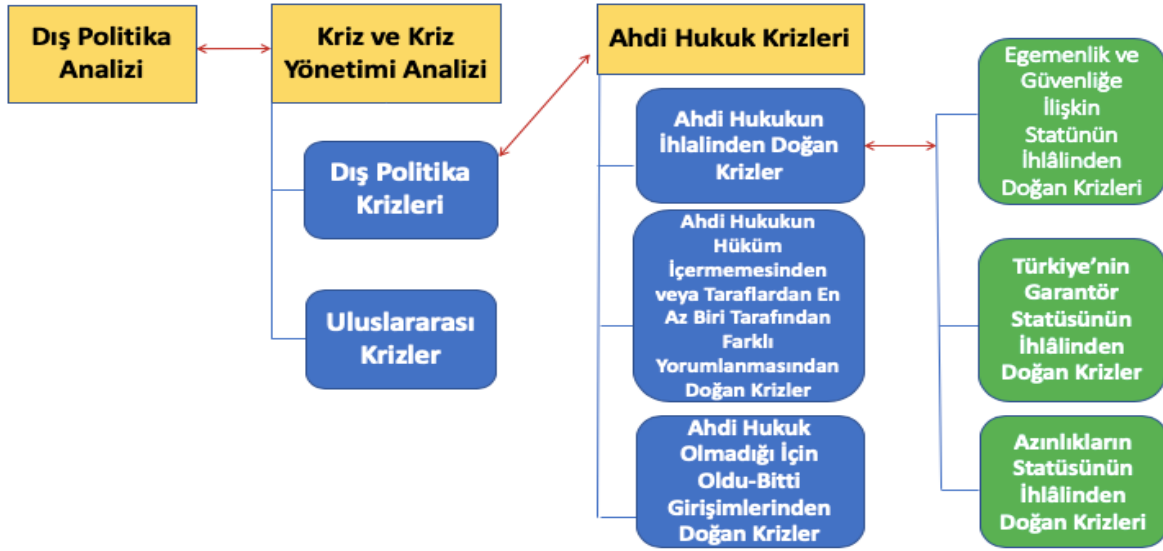 Dış Politika
Analizi
Kriz ve Kriz
Yönetimi Analizi
Dış Politika
Krizleri
Uluslararası
Krizler
Ahdi Hukuk Krizleri
Ahdi Hukukun
İhlalinden Doğan
Krizler
Ahdi Hukukun
Hüküm
İçermemesinden
veya Taraflardan En
Az Biri Tarafından
Farklı
Yorumlanmasından
Doğan Krizler
Ahdi Hukuk
Olmadığı İçin
Oldu-Bitti
Girişimlerinden
Doğan Krizler
Egemenlik ve
Güvenliğe
İlişkin
Statünün
İhlâlinden
Doğan Krizleri
Türkiye’nin
Garantör
Statüsünün
İhlâlinden
Doğan Krizler
Azınlıkların
Statüsünün
İhlâlinden
Doğan Krizleri